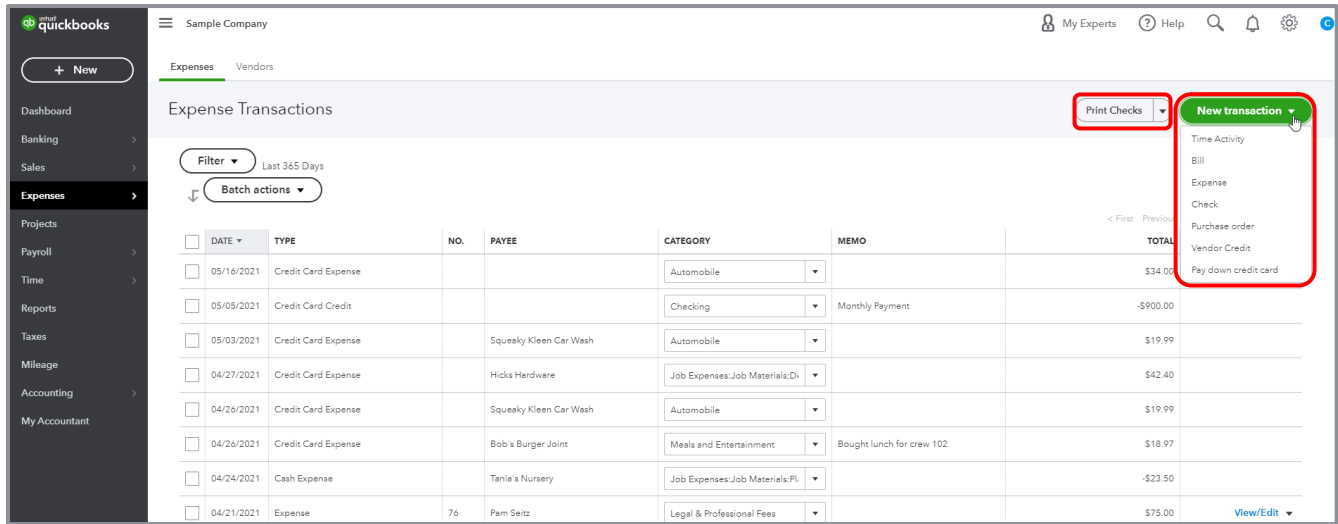 qb intuit quickbooks
Sample Company
My Experts
? Help
C
+ New
Expenses Vendors
Dashboard
Banking
Sales
Expenses
Projects
Payroll
Time
Reports
Taxes
Mileage
Accounting
My Accountant
Expense Transactions
Print Checks
New transaction
Time Activity
Bill
Expense
Check
Purchase order
Vendor Credit
Pay down credit card
Filter Last 365 Days
Batch actions
< First Previou
DATE TYPE NO. PAYEE CATEGORY MEMO TOTAL
05/16/2021 Credit Card Expense Automobile $34.00
05/05/2021 Credit Card Credit Checking Monthly Payment -$900.00
05/03/2021 Credit Card Expense Squeaky Kleen Car Wash Automobile $19.99
04/27/2021 Credit Card Expense Hicks Hardware Job Expenses:Job Materials:De $42.40
04/26/2021 Credit Card Expense Squeaky Kleen Car Wash Automobile $19.99
04/26/2021 Credit Card Expense Bob's Burger Joint Meals and Entertainment Bought lunch for crew 102 $18.97
04/24/2021 Cash Expense Tania's Nursery Job Expenses:Job Materials:Pl -$23.50
04/21/2021 Expense 76 Pam Seitz Legal & Professional Fees $75.00 View/Edit